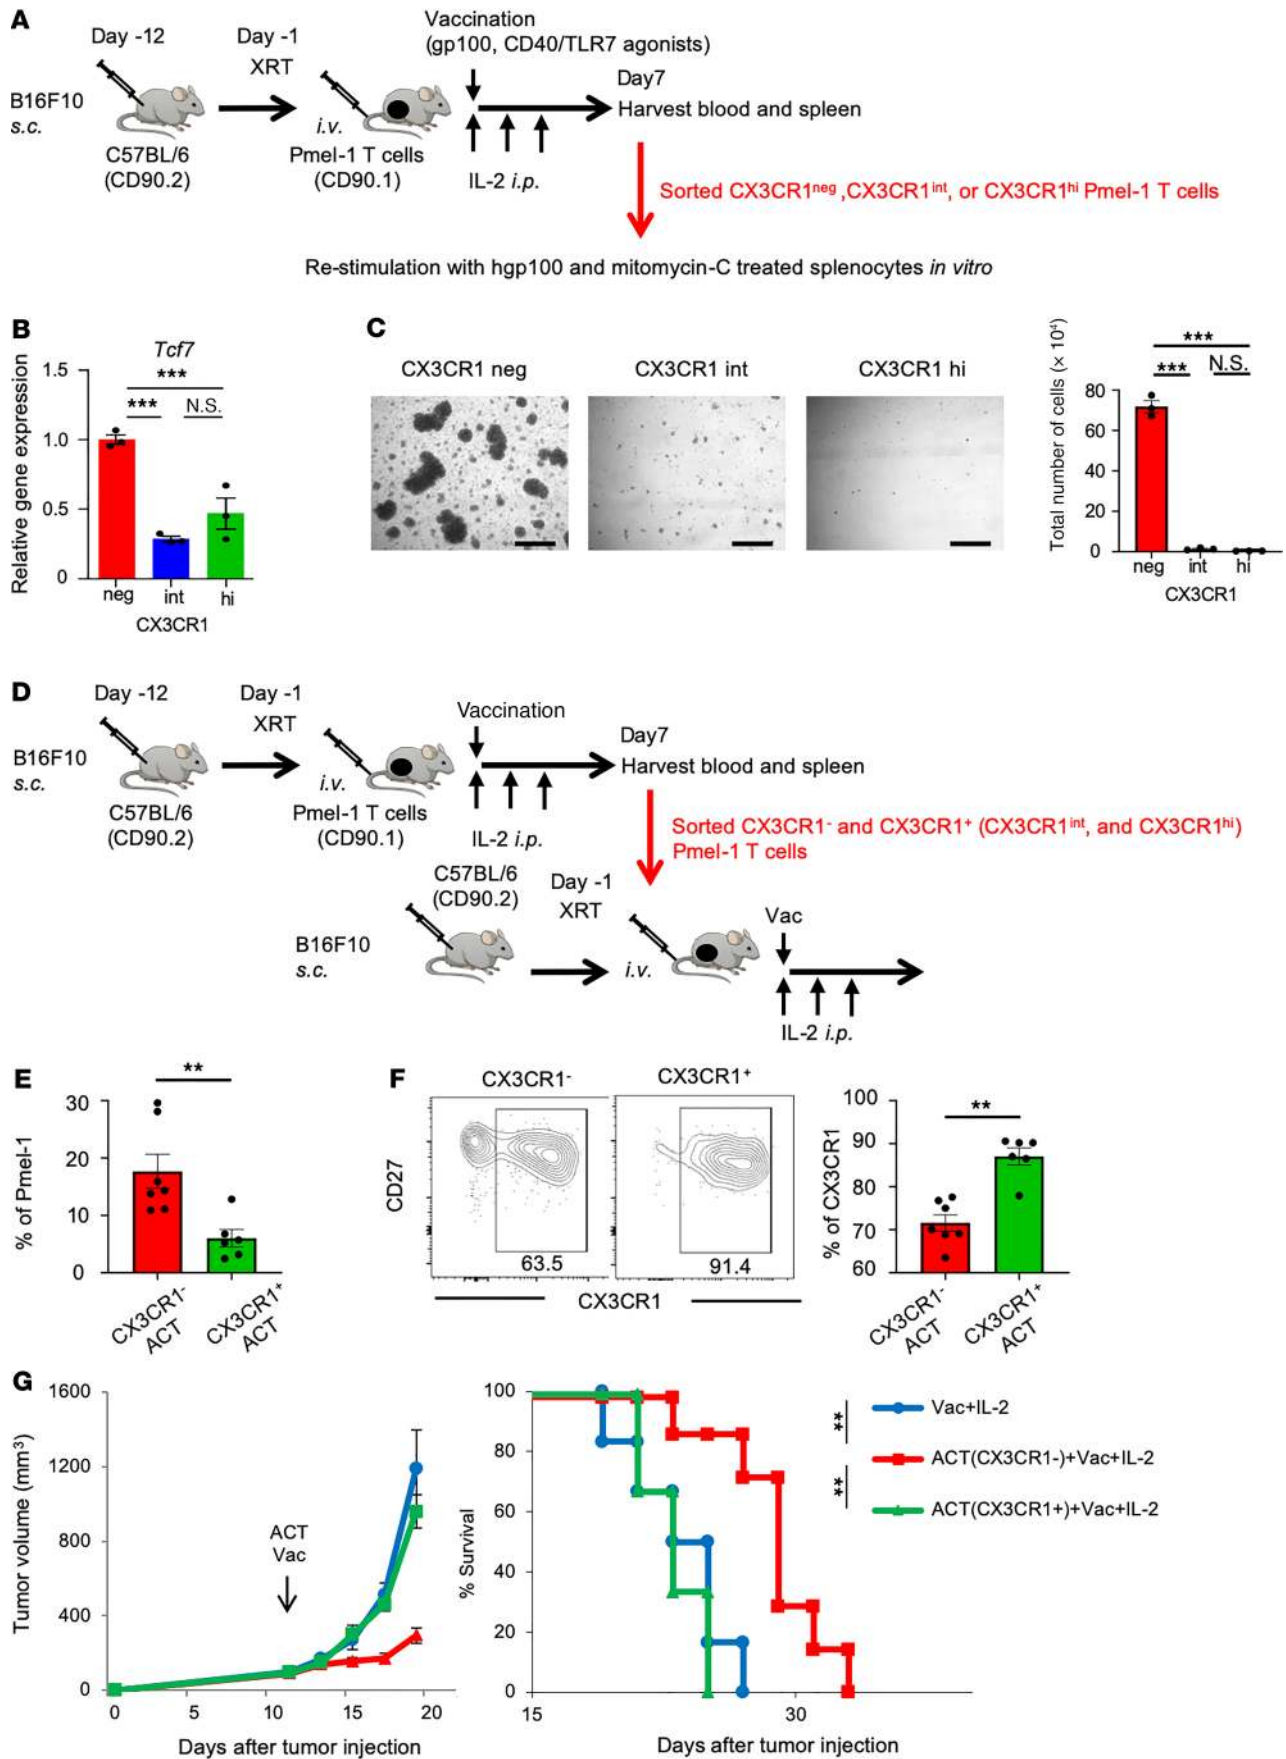 A
Day -12
Day -1
XRT
Vaccination
(gp100, CD40/TLR7 agonists)
Day7
Harvest blood and spleen
B16F10
s.c.
C57BL/6
(CD90.2)
i.v.
Pmel-1 T cells
(CD90.1)
IL-2 i.p.
Sorted CX3CR1neg ,CX3CR1int, or CX3CR1hi Pmel-1 T cells
Re-stimulation with hgp100 and mitomycin-C treated splenocytes in vitro
B
Tcf7
Relative gene expression
1.5
1.0
0.5
0
***
***
N.S.
neg
int
hi
CX3CR1
C
CX3CR1 neg
CX3CR1 int
CX3CR1 hi
Total number of cells (× 10⁴)
80
60
40
20
0
***
***
N.S.
neg
int
hi
CX3CR1
D
Day -12
Day -1
XRT
Vaccination
Day7
Harvest blood and spleen
B16F10
s.c.
C57BL/6
(CD90.2)
i.v.
Pmel-1 T cells
(CD90.1)
IL-2 i.p.
Sorted CX3CR1- and CX3CR1+ (CX3CR1int, and CX3CR1hi)
Pmel-1 T cells
C57BL/6
(CD90.2)
Day -1
XRT
Vac
B16F10
s.c.
i.v.
IL-2 i.p.
E
% of Pmel-1
30
20
10
0
**
CX3CR1-
ACT
CX3CR1+
ACT
F
CX3CR1-
CX3CR1+
CD27
63.5
91.4
CX3CR1
% of CX3CR1
100
90
80
70
60
**
CX3CR1-
ACT
CX3CR1+
ACT
G
Tumor volume (mm³)
1600
1200
800
400
0
ACT
Vac
0
5
10
15
20
Days after tumor injection
% Survival
100
80
60
40
20
0
15
30
Days after tumor injection
**
**
Vac+IL-2
ACT(CX3CR1-)+Vac+IL-2
ACT(CX3CR1+)+Vac+IL-2